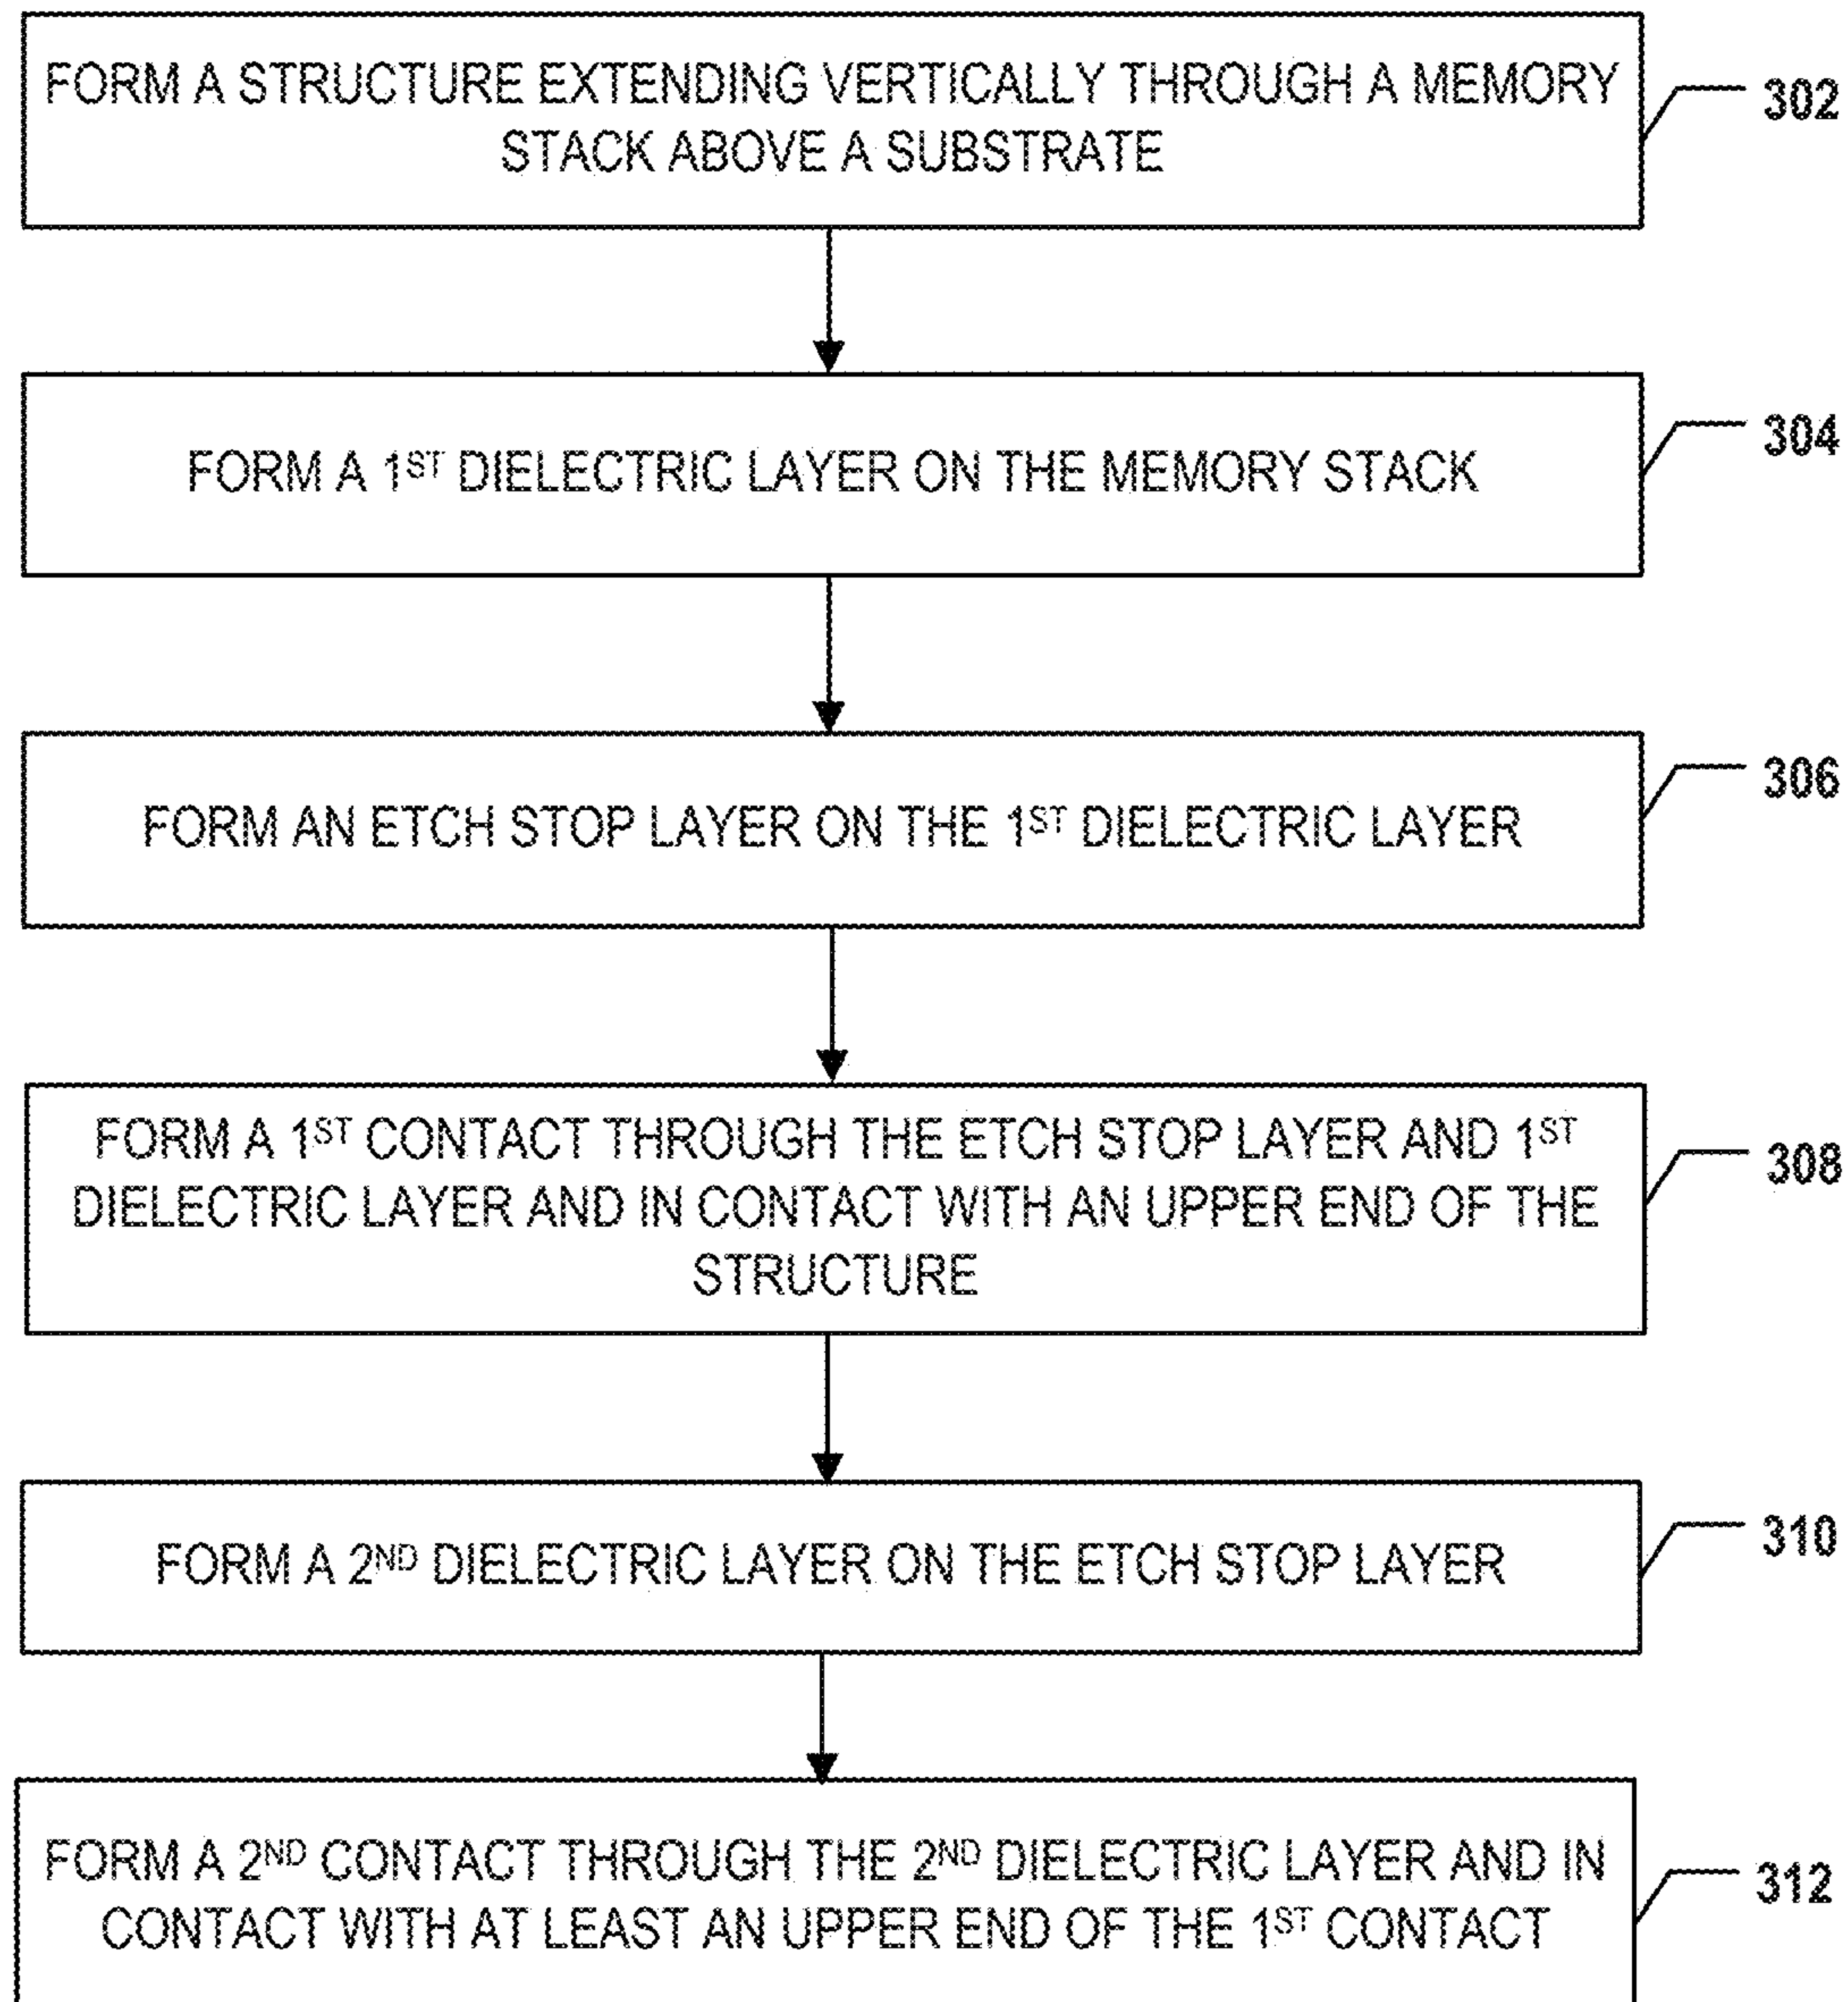 FORM A STRUCTURE EXTENDING VERTICALLY THROUGH A MEMORY
STACK ABOVE A SUBSTRATE
302
FORM A 1ST DIELECTRIC LAYER ON THE MEMORY STACK
304
FORM AN ETCH STOP LAYER ON THE 1ST DIELECTRIC LAYER
306
FORM A 1ST CONTACT THROUGH THE ETCH STOP LAYER AND 1ST
DIELECTRIC LAYER AND IN CONTACT WITH AN UPPER END OF THE
STRUCTURE
308
FORM A 2ND DIELECTRIC LAYER ON THE ETCH STOP LAYER
310
FORM A 2ND CONTACT THROUGH THE 2ND DIELECTRIC LAYER AND IN
CONTACT WITH AT LEAST AN UPPER END OF THE 1ST CONTACT
312